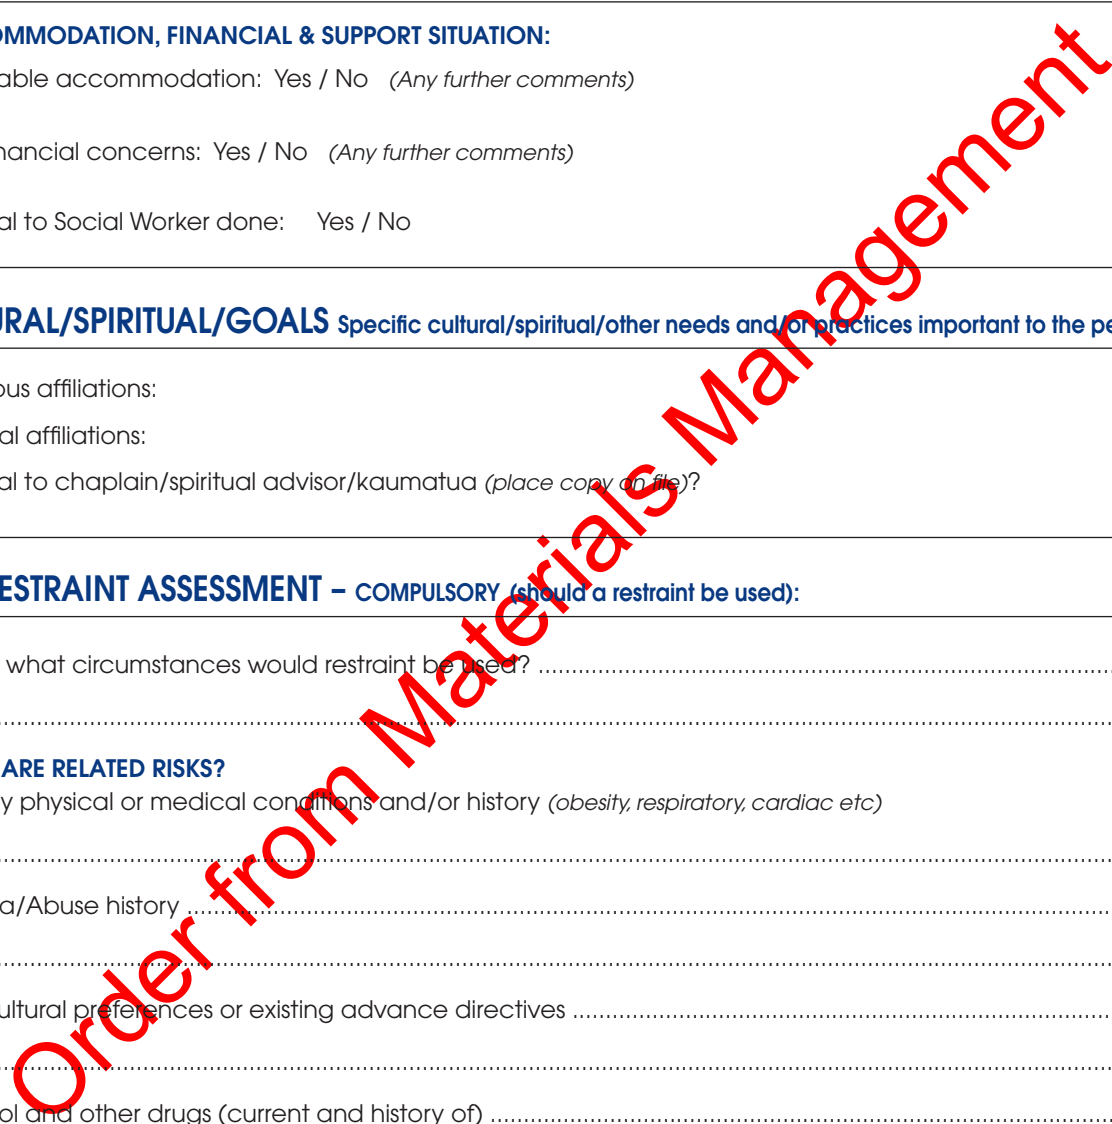 OMMODATION, FINANCIAL & SUPPORT SITUATION:
able accommodation: Yes / No (Any further comments)
nancial concerns: Yes / No (Any further comments)
al to Social Worker done: Yes / No
URAL/SPIRITUAL/GOALS Specific cultural/spiritual/other needs and/or practices important to the pe
ous affiliations:
al affiliations:
al to chaplain/spiritual advisor/kaumatua (place copy on file)?
ESTRAINT ASSESSMENT – COMPULSORY (should a restraint be used):
what circumstances would restraint be used? ....................
ARE RELATED RISKS?
y physical or medical conditions and/or history (obesity, respiratory, cardiac etc)
a/Abuse history ....................
ultural preferences or existing advance directives ....................
ol and other drugs (current and history of) ....................
Order from Materials Management